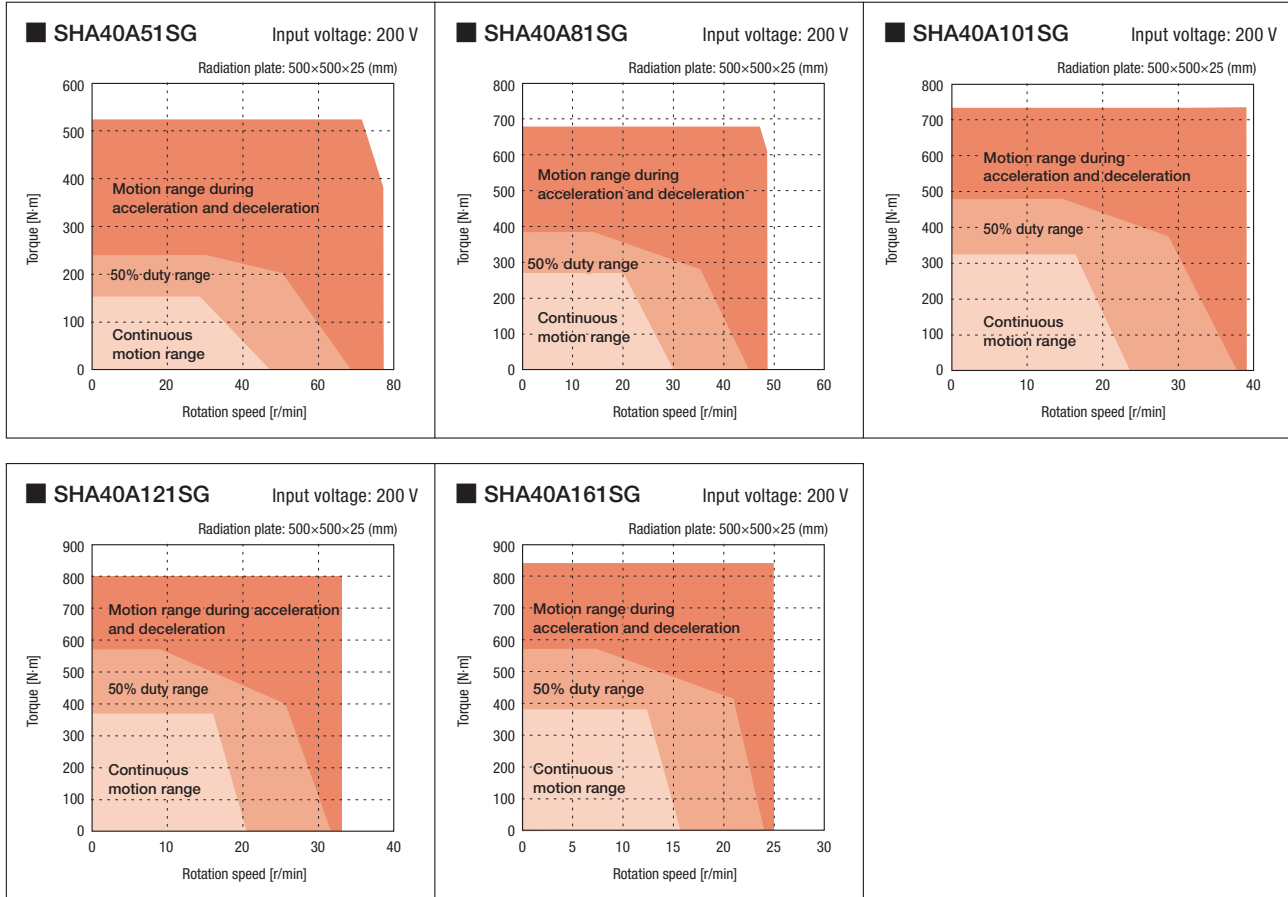 ■ SHA40A51SG Input voltage: 200 V
Radiation plate: 500×500×25 (mm)
600
500
400
300
200
100
0
Torque [N·m]
Motion range during
acceleration and deceleration
50% duty range
Continuous
motion range
0 20 40 60 80
Rotation speed [r/min]
■ SHA40A81SG Input voltage: 200 V
Radiation plate: 500×500×25 (mm)
800
700
600
500
400
300
200
100
0
Torque [N·m]
Motion range during
acceleration and deceleration
50% duty range
Continuous
motion range
0 10 20 30 40 50 60
Rotation speed [r/min]
■ SHA40A101SG Input voltage: 200 V
Radiation plate: 500×500×25 (mm)
800
700
600
500
400
300
200
100
0
Torque [N·m]
Motion range during
acceleration and deceleration
50% duty range
Continuous
motion range
0 10 20 30 40
Rotation speed [r/min]
■ SHA40A121SG Input voltage: 200 V
Radiation plate: 500×500×25 (mm)
900
800
700
600
500
400
300
200
100
0
Torque [N·m]
Motion range during acceleration
and deceleration
50% duty range
Continuous
motion range
0 10 20 30 40
Rotation speed [r/min]
■ SHA40A161SG Input voltage: 200 V
Radiation plate: 500×500×25 (mm)
900
800
700
600
500
400
300
200
100
0
Torque [N·m]
Motion range during
acceleration and deceleration
50% duty range
Continuous
motion range
0 5 10 15 20 25 30
Rotation speed [r/min]